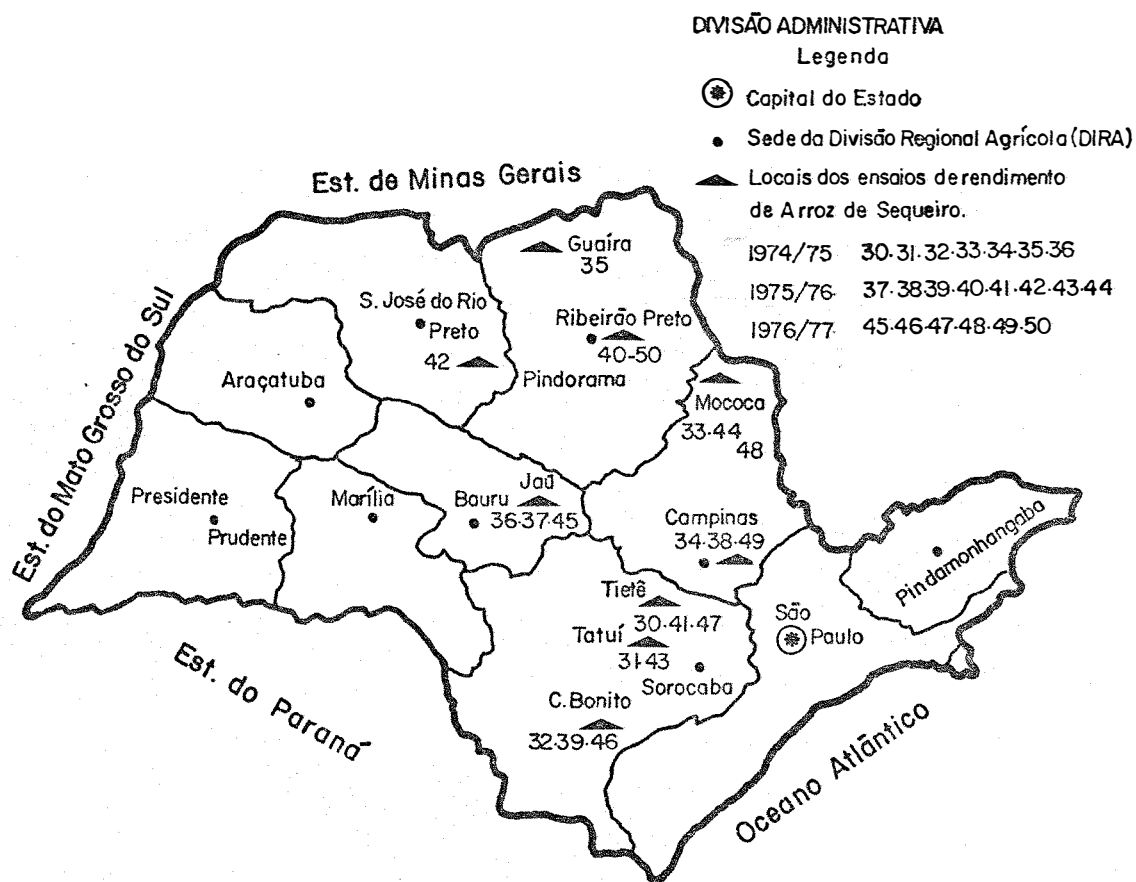 DIVISÃO ADMINISTRATIVA
Legenda
Capital do Estado
Sede da Divisão Regional Agrícola (DIRA)
Locais dos ensaios de rendimento
de Arroz de Sequeiro.
1974/75 30·31·32·33·34·35·36
1975/76 37·38·39·40·41·42·43·44
1976/77 45·46·47·48·49·50
Est. de Minas Gerais
Est. do Mato Grosso do Sul
Est. do Paraná
Oceano Atlântico
Guaíra
35
S. José do Rio
Preto
42
Pindorama
Ribeirão Preto
40-50
Araçatuba
Mococa
33·44
48
Presidente
Prudente
Marília
Bauru
Jaú
36·37·45
Campinas
34·38·49
Pindamonhangaba
Tietê
30·41·47
Tatuí
31·43
Sorocaba
São
Paulo
C. Bonito
32·39·46